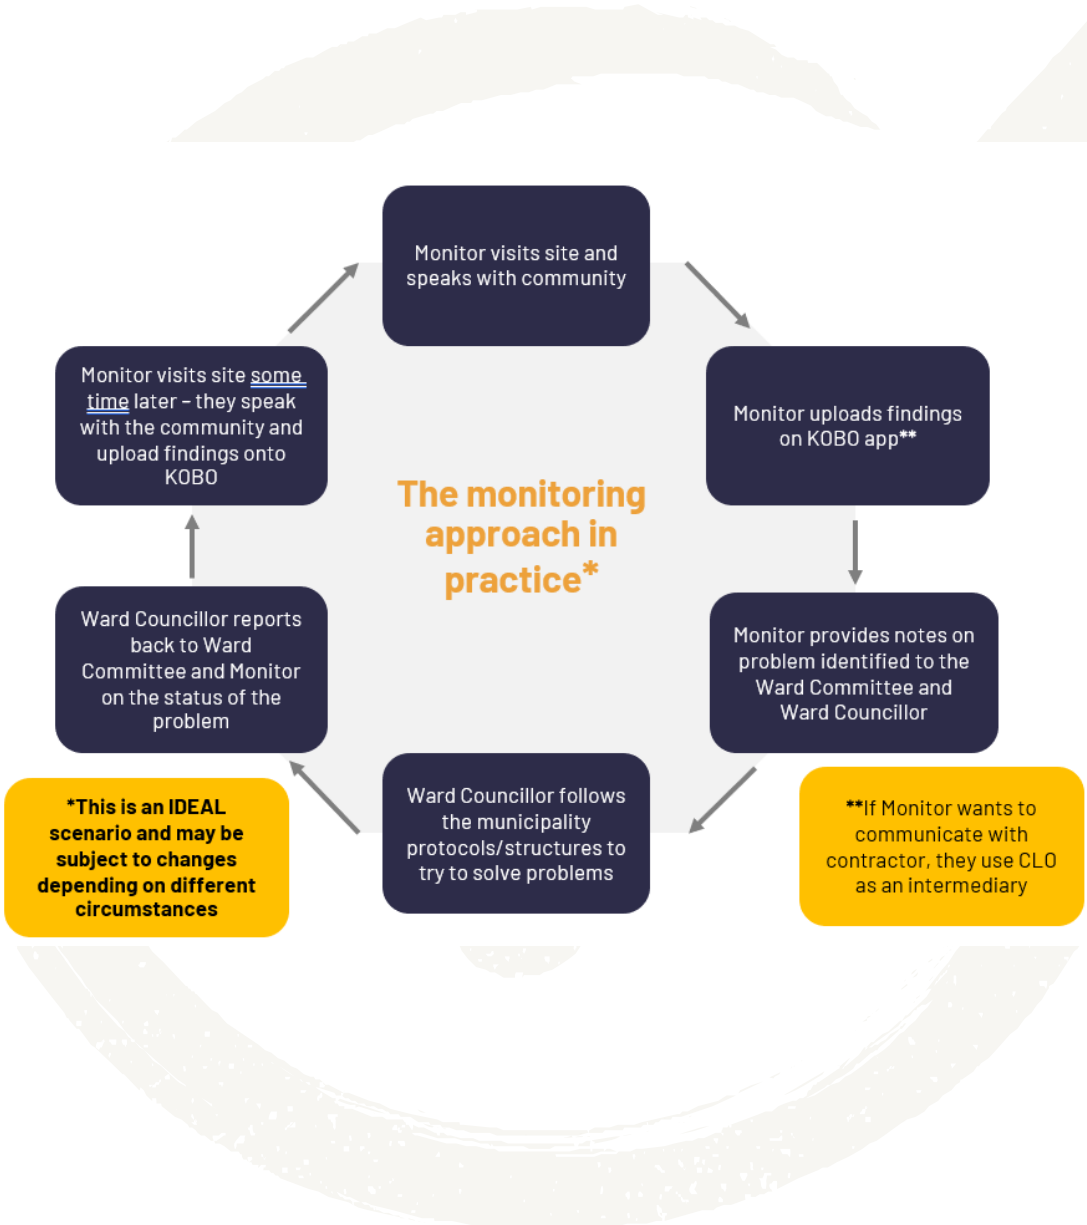 Monitor visits site and
speaks with community
Monitor uploads findings
on KOBO app**
Monitor provides notes on
problem identified to the
Ward Committee and
Ward Councillor
Ward Councillor follows
the municipality
protocols/structures to
try to solve problems
Ward Councillor reports
back to Ward
Committee and Monitor
on the status of the
problem
Monitor visits site some
time later – they speak
with the community and
upload findings onto
KOBO
The monitoring
approach in
practice*
*This is an IDEAL
scenario and may be
subject to changes
depending on different
circumstances
**If Monitor wants to
communicate with
contractor, they use CLO
as an intermediary